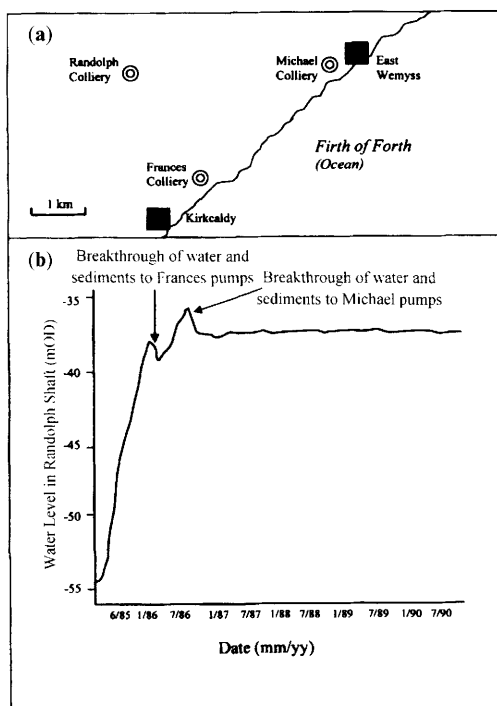 (a)
Randolph
Colliery
Michael
Colliery
East
Wemyss
Firth of Forth
(Ocean)
Frances
Colliery
1 km
Kirkcaldy
(b)
Breakthrough of water and
sediments to Frances pumps
Breakthrough of water and
sediments to Michael pumps
Water Level in Randolph Shaft (mOD)
-35
-40
-45
-50
-55
6/85 1/86 7/86 1/87 7/87 1/88 7/88 1/89 7/89 1/90 7/90
Date (mm/yy)